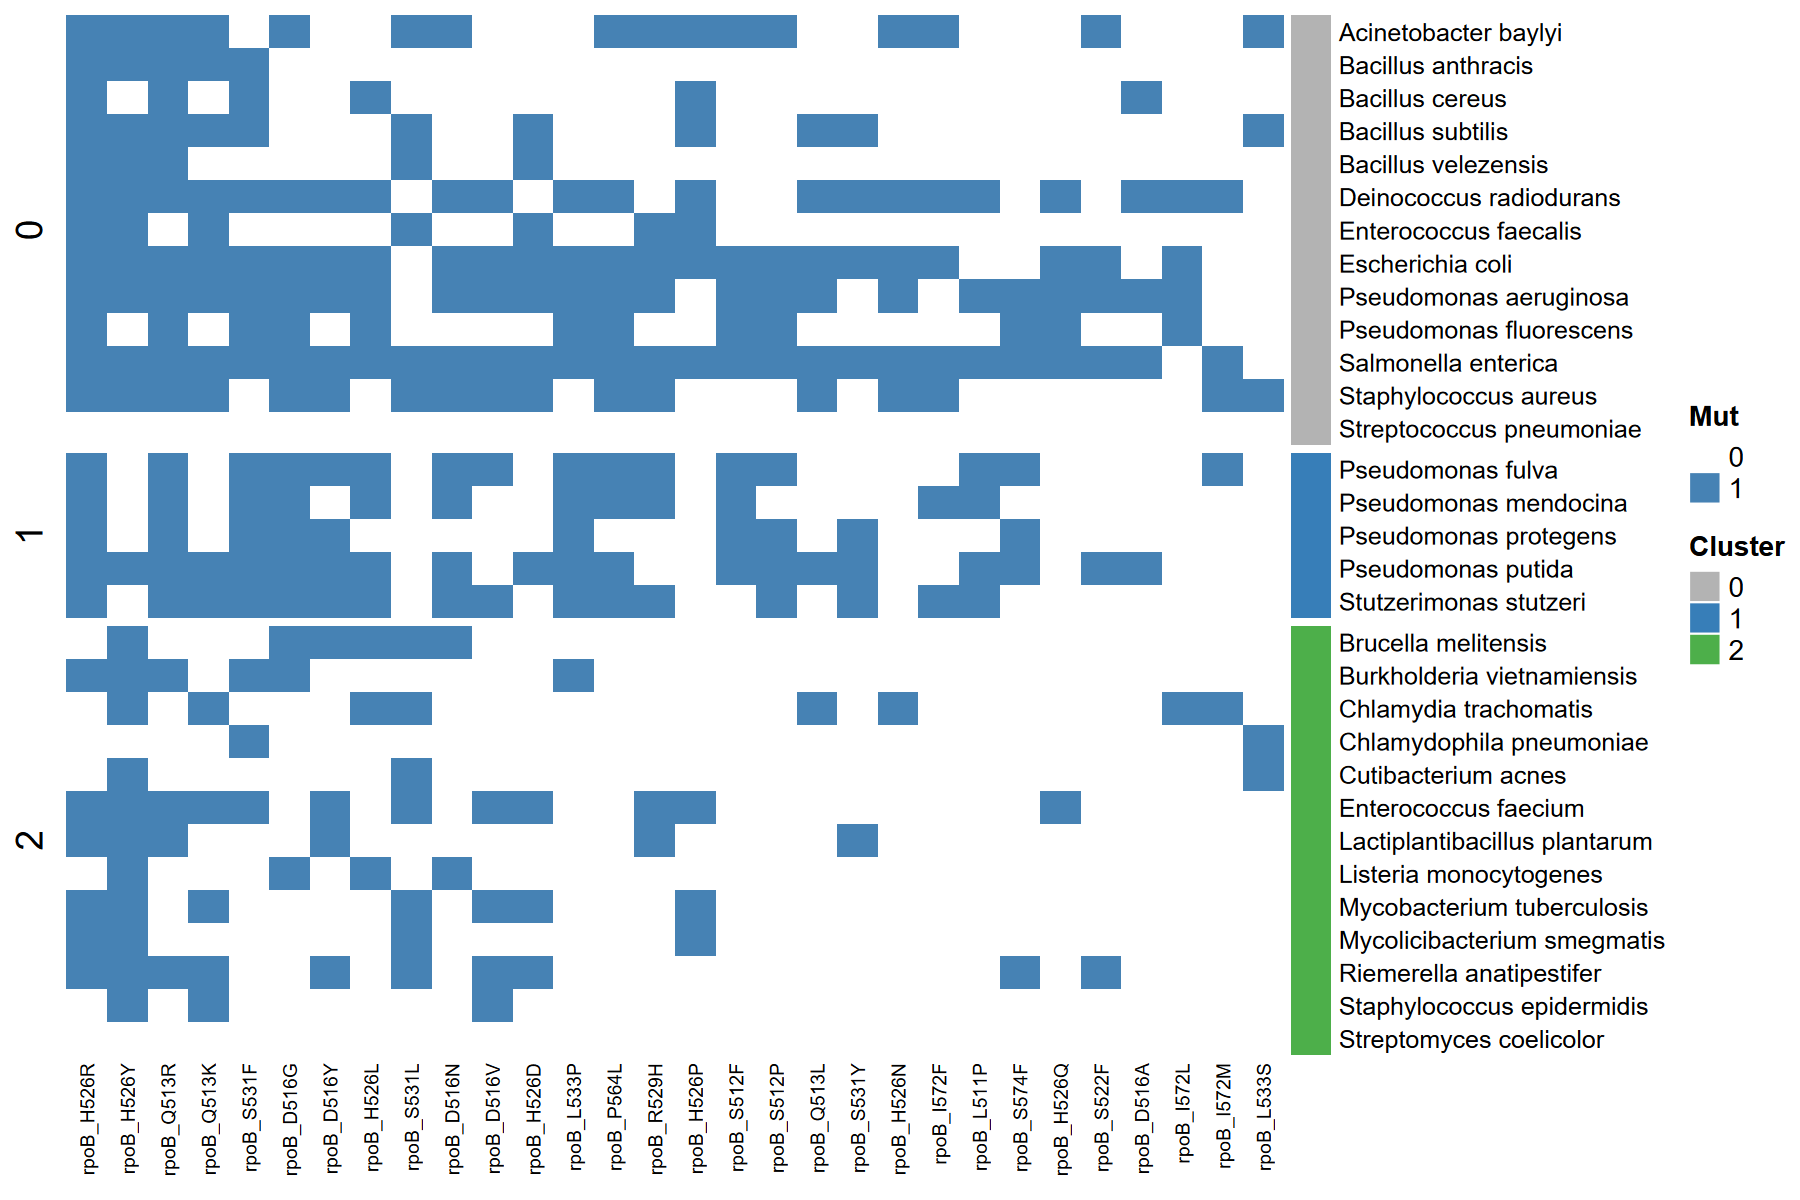 0
1
2
Acinetobacter baylyi
Bacillus anthracis
Bacillus cereus
Bacillus subtilis
Bacillus velezensis
Deinococcus radiodurans
Enterococcus faecalis
Escherichia coli
Pseudomonas aeruginosa
Pseudomonas fluorescens
Salmonella enterica
Staphylococcus aureus
Streptococcus pneumoniae
Pseudomonas fulva
Pseudomonas mendocina
Pseudomonas protegens
Pseudomonas putida
Stutzerimonas stutzeri
Brucella melitensis
Burkholderia vietnamiensis
Chlamydia trachomatis
Chlamydophila pneumoniae
Cutibacterium acnes
Enterococcus faecium
Lactiplantibacillus plantarum
Listeria monocytogenes
Mycobacterium tuberculosis
Mycolicibacterium smegmatis
Riemerella anatipestifer
Staphylococcus epidermidis
Streptomyces coelicolor
rpoB_H526R
rpoB_H526Y
rpoB_Q513R
rpoB_Q513K
rpoB_S531F
rpoB_D516G
rpoB_D516Y
rpoB_H526L
rpoB_S531L
rpoB_D516N
rpoB_D516V
rpoB_H526D
rpoB_L533P
rpoB_P564L
rpoB_R529H
rpoB_H526P
rpoB_S512F
rpoB_S512P
rpoB_Q513L
rpoB_S531Y
rpoB_H526N
rpoB_I572F
rpoB_L511P
rpoB_S574F
rpoB_H526Q
rpoB_S522F
rpoB_D516A
rpoB_I572L
rpoB_I572M
rpoB_L533S
Mut
0
1
Cluster
0
1
2